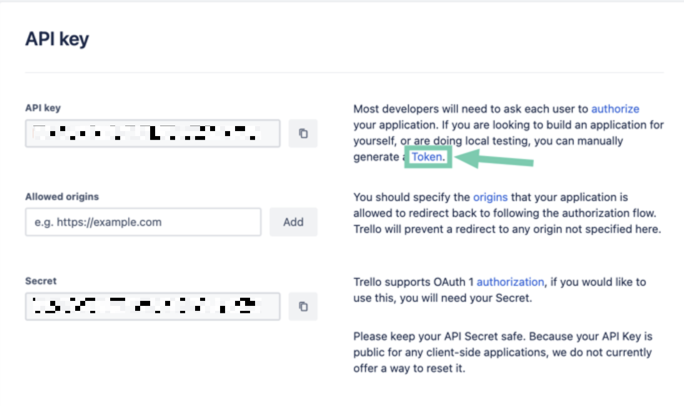 API key
API key
Most developers will need to ask each user to authorize
your application. If you are looking to build an application for
yourself, or are doing local testing, you can manually
generate a Token.
Allowed origins
e.g. https://example.com
Add
You should specify the origins that your application is
allowed to redirect back to following the authorization flow.
Trello will prevent a redirect to any origin not specified here.
Secret
Trello supports OAuth 1 authorization, if you would like to
use this, you will need your Secret.
Please keep your API Secret safe. Because your API Key is
public for any client-side applications, we do not currently
offer a way to reset it.